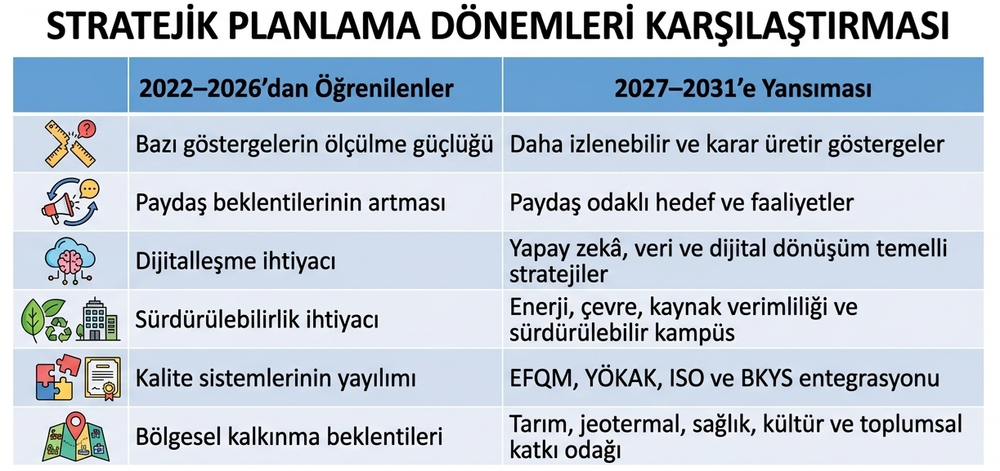 STRATEJİK PLANLAMA DÖNEMLERİ KARŞILAŞTIRMASI
2022–2026’dan Öğrenilenler
2027–2031’e Yansıması
Bazı göstergelerin ölçülme güçlüğü
Daha izlenebilir ve karar üretir göstergeler
Paydaş beklentilerinin artması
Paydaş odaklı hedef ve faaliyetler
Dijitalleşme ihtiyacı
Yapay zekâ, veri ve dijital dönüşüm temelli
stratejiler
Sürdürülebilirlik ihtiyacı
Enerji, çevre, kaynak verimliliği ve
sürdürülebilir kampüs
Kalite sistemlerinin yayılımı
EFQM, YÖKAK, ISO ve BKYS entegrasyonu
Bölgesel kalkınma beklentileri
Tarım, jeotermal, sağlık, kültür ve toplumsal
katkı odağı